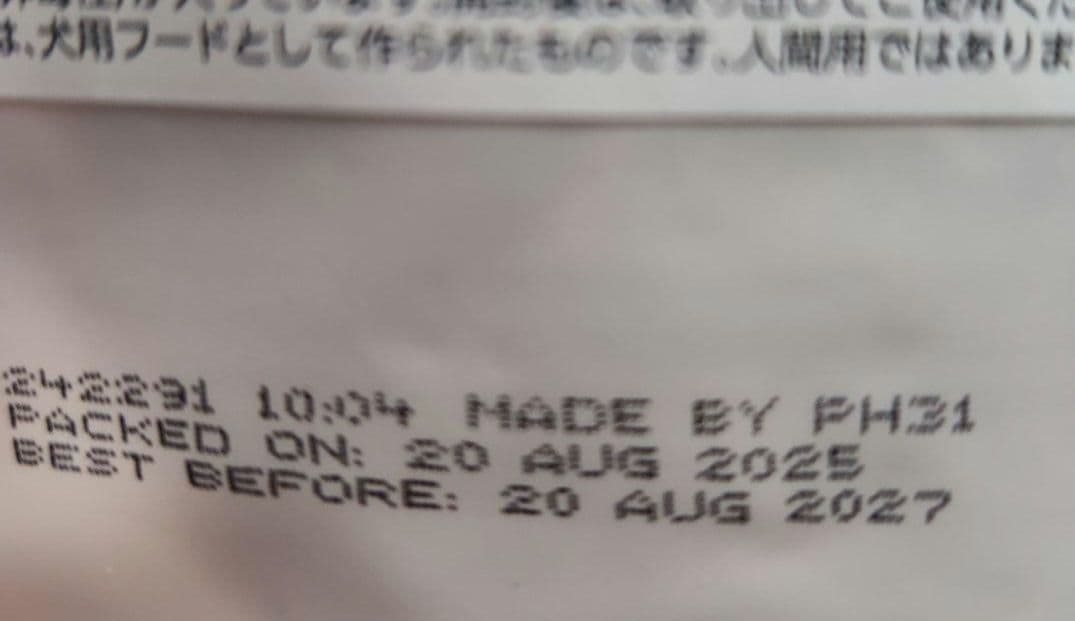 は、犬用フードとして作られたものです。人間用ではありま
242291 10:04 MADE BY PH31
PACKED ON: 20 AUG 2025
BEST BEFORE: 20 AUG 2027